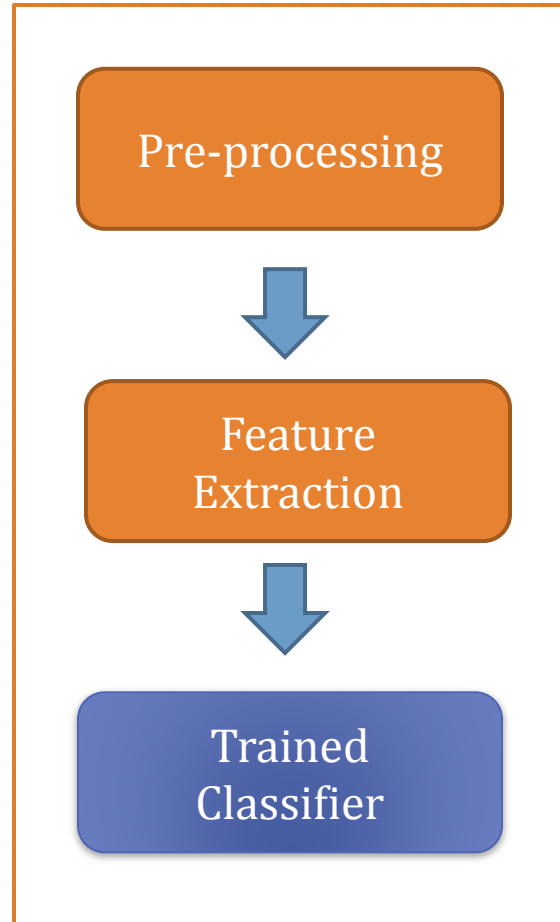 Pre-processing
Feature
Extraction
Trained
Classifier